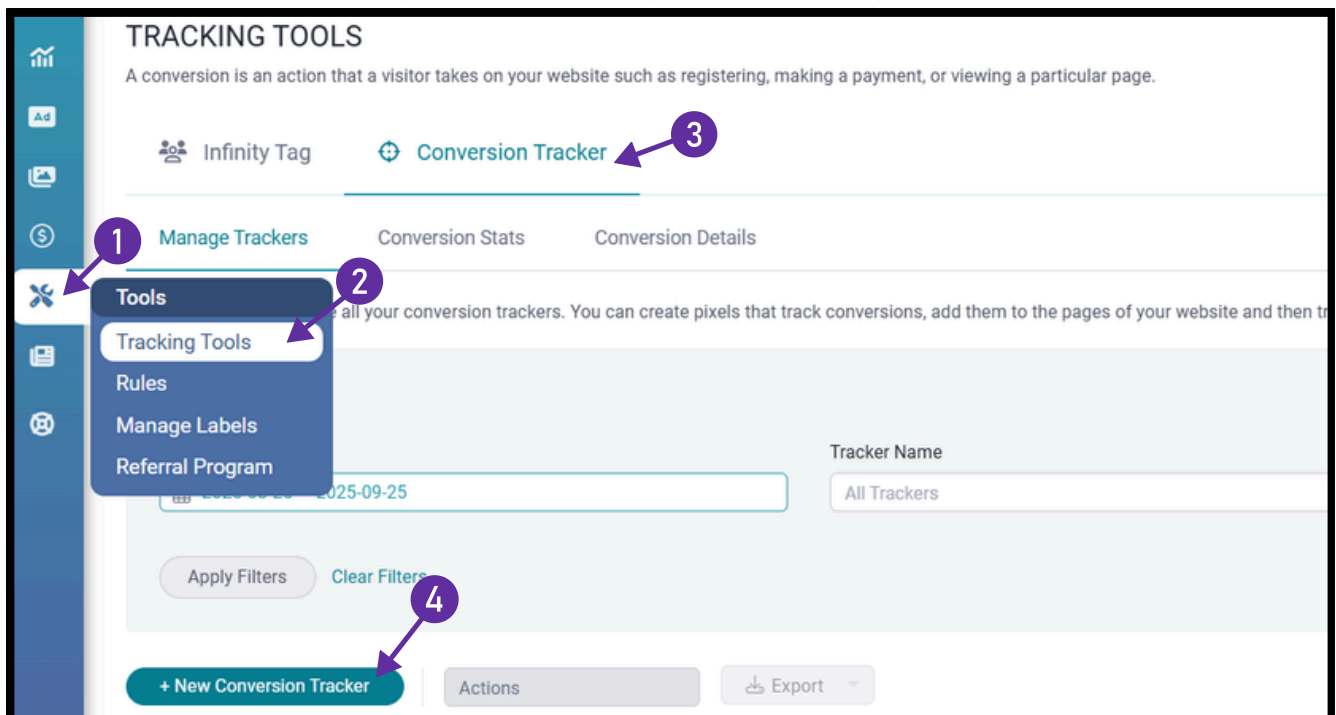 TRACKING TOOLS
A conversion is an action that a visitor takes on your website such as registering, making a payment, or viewing a particular page.
Ad
Infinity Tag
Conversion Tracker
3
1
Manage Trackers
Conversion Stats
Conversion Details
2
Tools
all your conversion trackers. You can create pixels that track conversions, add them to the pages of your website and then
Tracking Tools
Rules
Manage Labels
Tracker Name
Referral Program
2025-09-25
All Trackers
Apply Filters
Clear Filters
4
+ New Conversion Tracker
Actions
Export